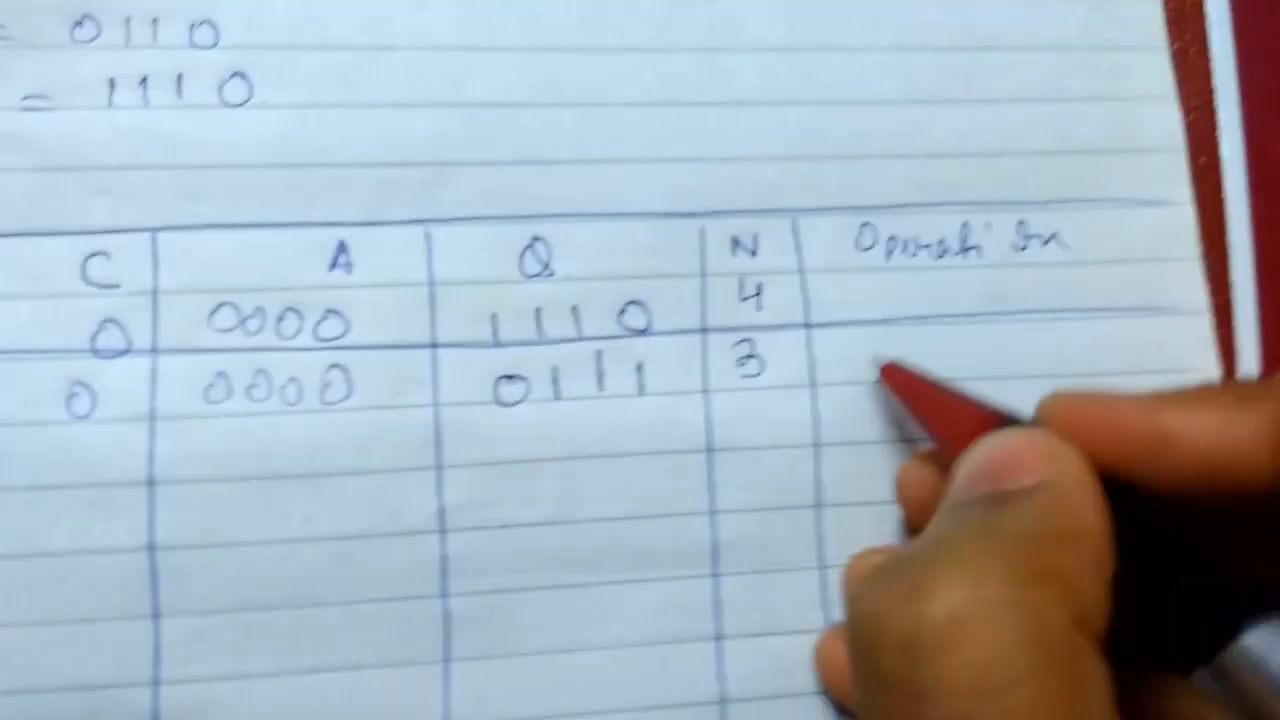 = 0110
= 1110
C A Q N Operation
0 0000 1110 4
0 0000 0111 3